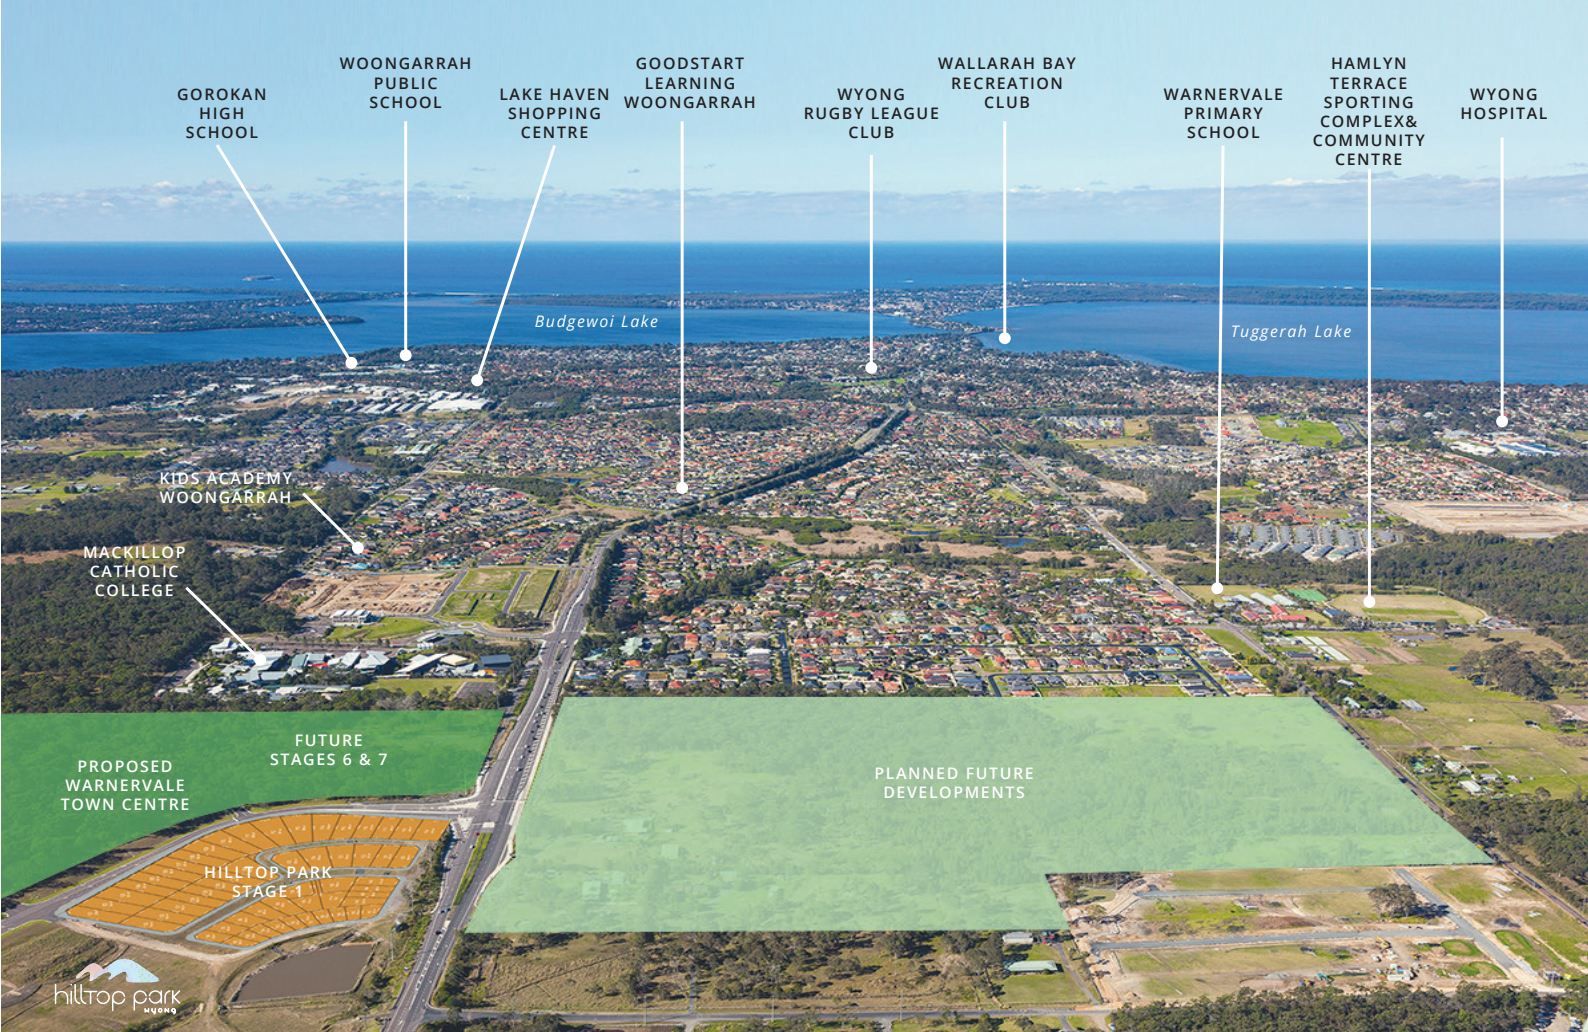 GOROKAN
HIGH
SCHOOL
WOONGARRAH
PUBLIC
SCHOOL
LAKE HAVEN
SHOPPING
CENTRE
GOODSTART
LEARNING
WOONGARRAH
WYONG
RUGBY LEAGUE
CLUB
WALLARAH BAY
RECREATION
CLUB
WARNERVALE
PRIMARY
SCHOOL
HAMLYN
TERRACE
SPORTING
COMPLEX&
COMMUNITY
CENTRE
WYONG
HOSPITAL
Budgewoi Lake
Tuggerah Lake
KIDS ACADEMY
WOONGARRAH
MACKILLOP
CATHOLIC
COLLEGE
FUTURE
STAGES 6 & 7
PROPOSED
WARNERVALE
TOWN CENTRE
PLANNED FUTURE
DEVELOPMENTS
HILLTOP PARK
STAGE 1
hilltop park
wyong